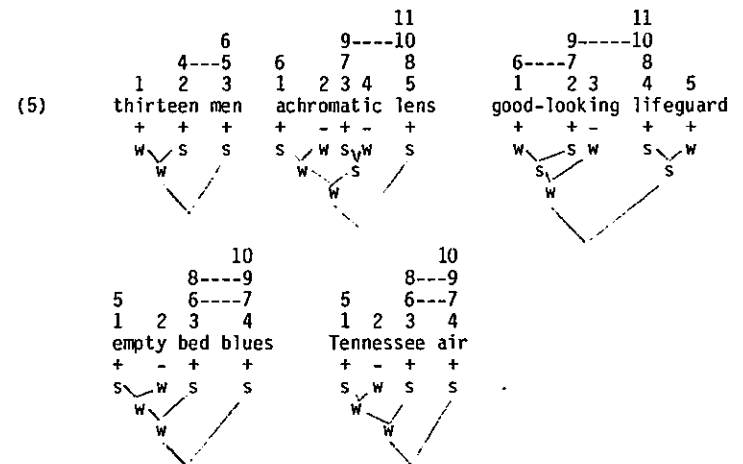 11 11
6 9----10 9-----10
4---5 6 7 8 6----7 8
1 2 3 1 2 3 4 5 1 2 3 4 5
(5) thirteen men achromatic lens good-looking lifeguard
+ + + + - + - + + + - + +
W S S S W S W S W S W S W
W W S S S
W W
10 10
8----9 8---9
5 6----7 5 6---7
1 2 3 4 1 2 3 4
empty bed blues Tennessee air
+ - + + + - + +
S W S S S W S S
W W
W W